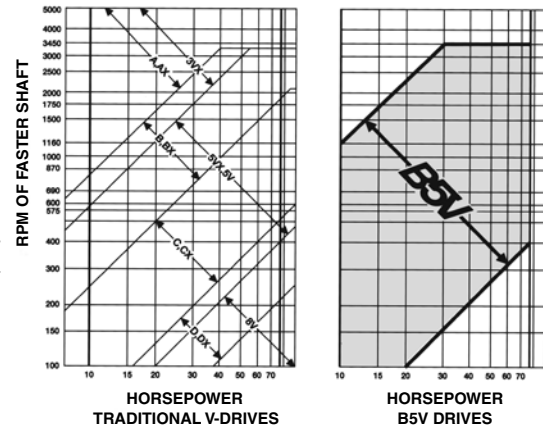 RPM OF FASTER SHAFT
5000
4000
3450
3000
2500
2000
1750
1500
1160
1000
870
690
600
575
400
300
200
150
100
A,AX
3VX
B,BX
5VX,5V
C,CX
8V
D,DX
10 15 20 30 40 50 60 70
HORSEPOWER
TRADITIONAL V-DRIVES
B5V
10 15 20 30 40 50 60 70
HORSEPOWER
B5V DRIVES